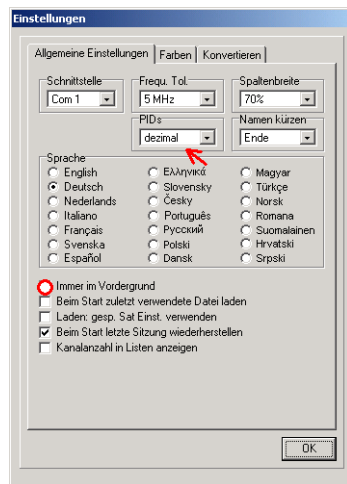 Einstellungen
Allgemeine Einstellungen Farben Konvertieren
Schnittstelle Frequ. Tol. Spaltenbreite
Com 1 5 MHz 70%
PIDs Namen kürzen
dezimal Ende
Sprache
English Ελληνικά Magyar
Deutsch Slovensky Türkçe
Nederlands Česky Norsk
Italiano Português Romana
Français Русский Suomalainen
Svenska Polski Hrvatski
Español Dansk Srpski
Immer im Vordergrund
Beim Start zuletzt verwendete Datei laden
Laden: gesp. Sat Einst. verwenden
Beim Start letzte Sitzung wiederherstellen
Kanalanzahl in Listen anzeigen
OK